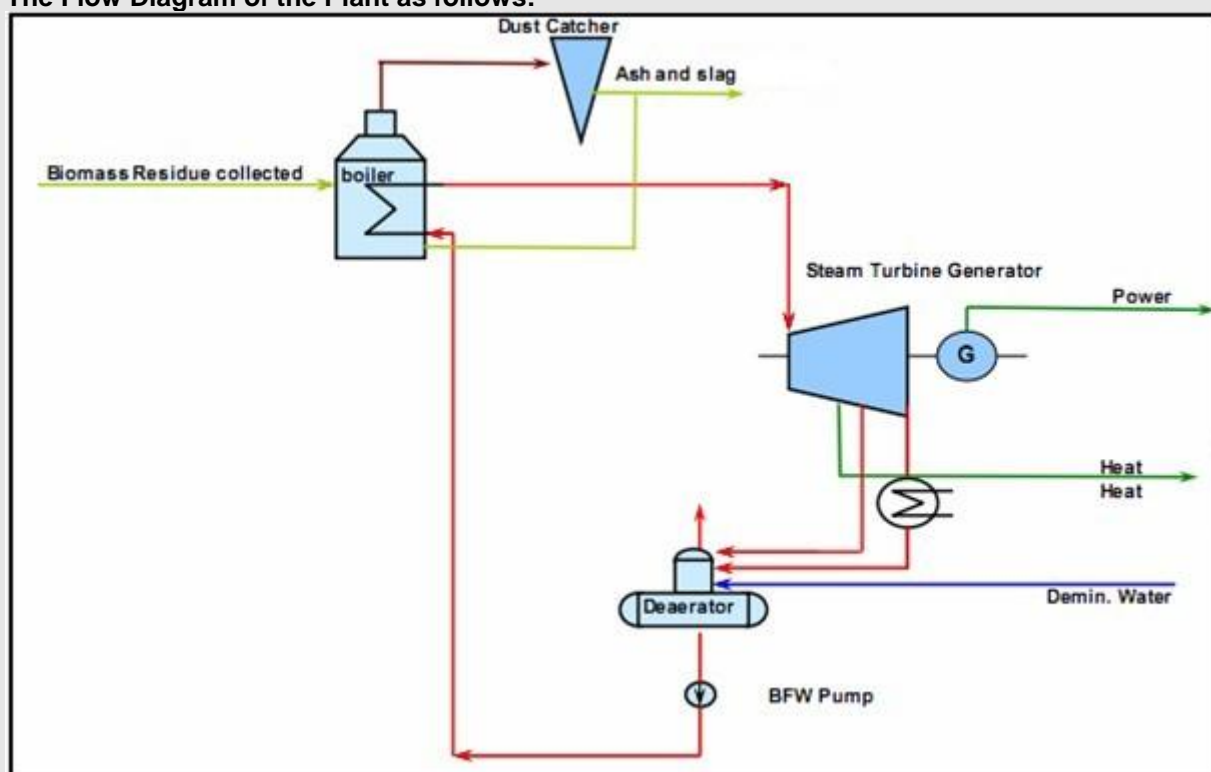 The Flow Diagram of the Plant as follows:
Dust Catcher
Ash and slag
Biomass Residue collected
boiler
Steam Turbine Generator
Power
G
Heat
Heat
Demin. Water
Deaerator
BFW Pump